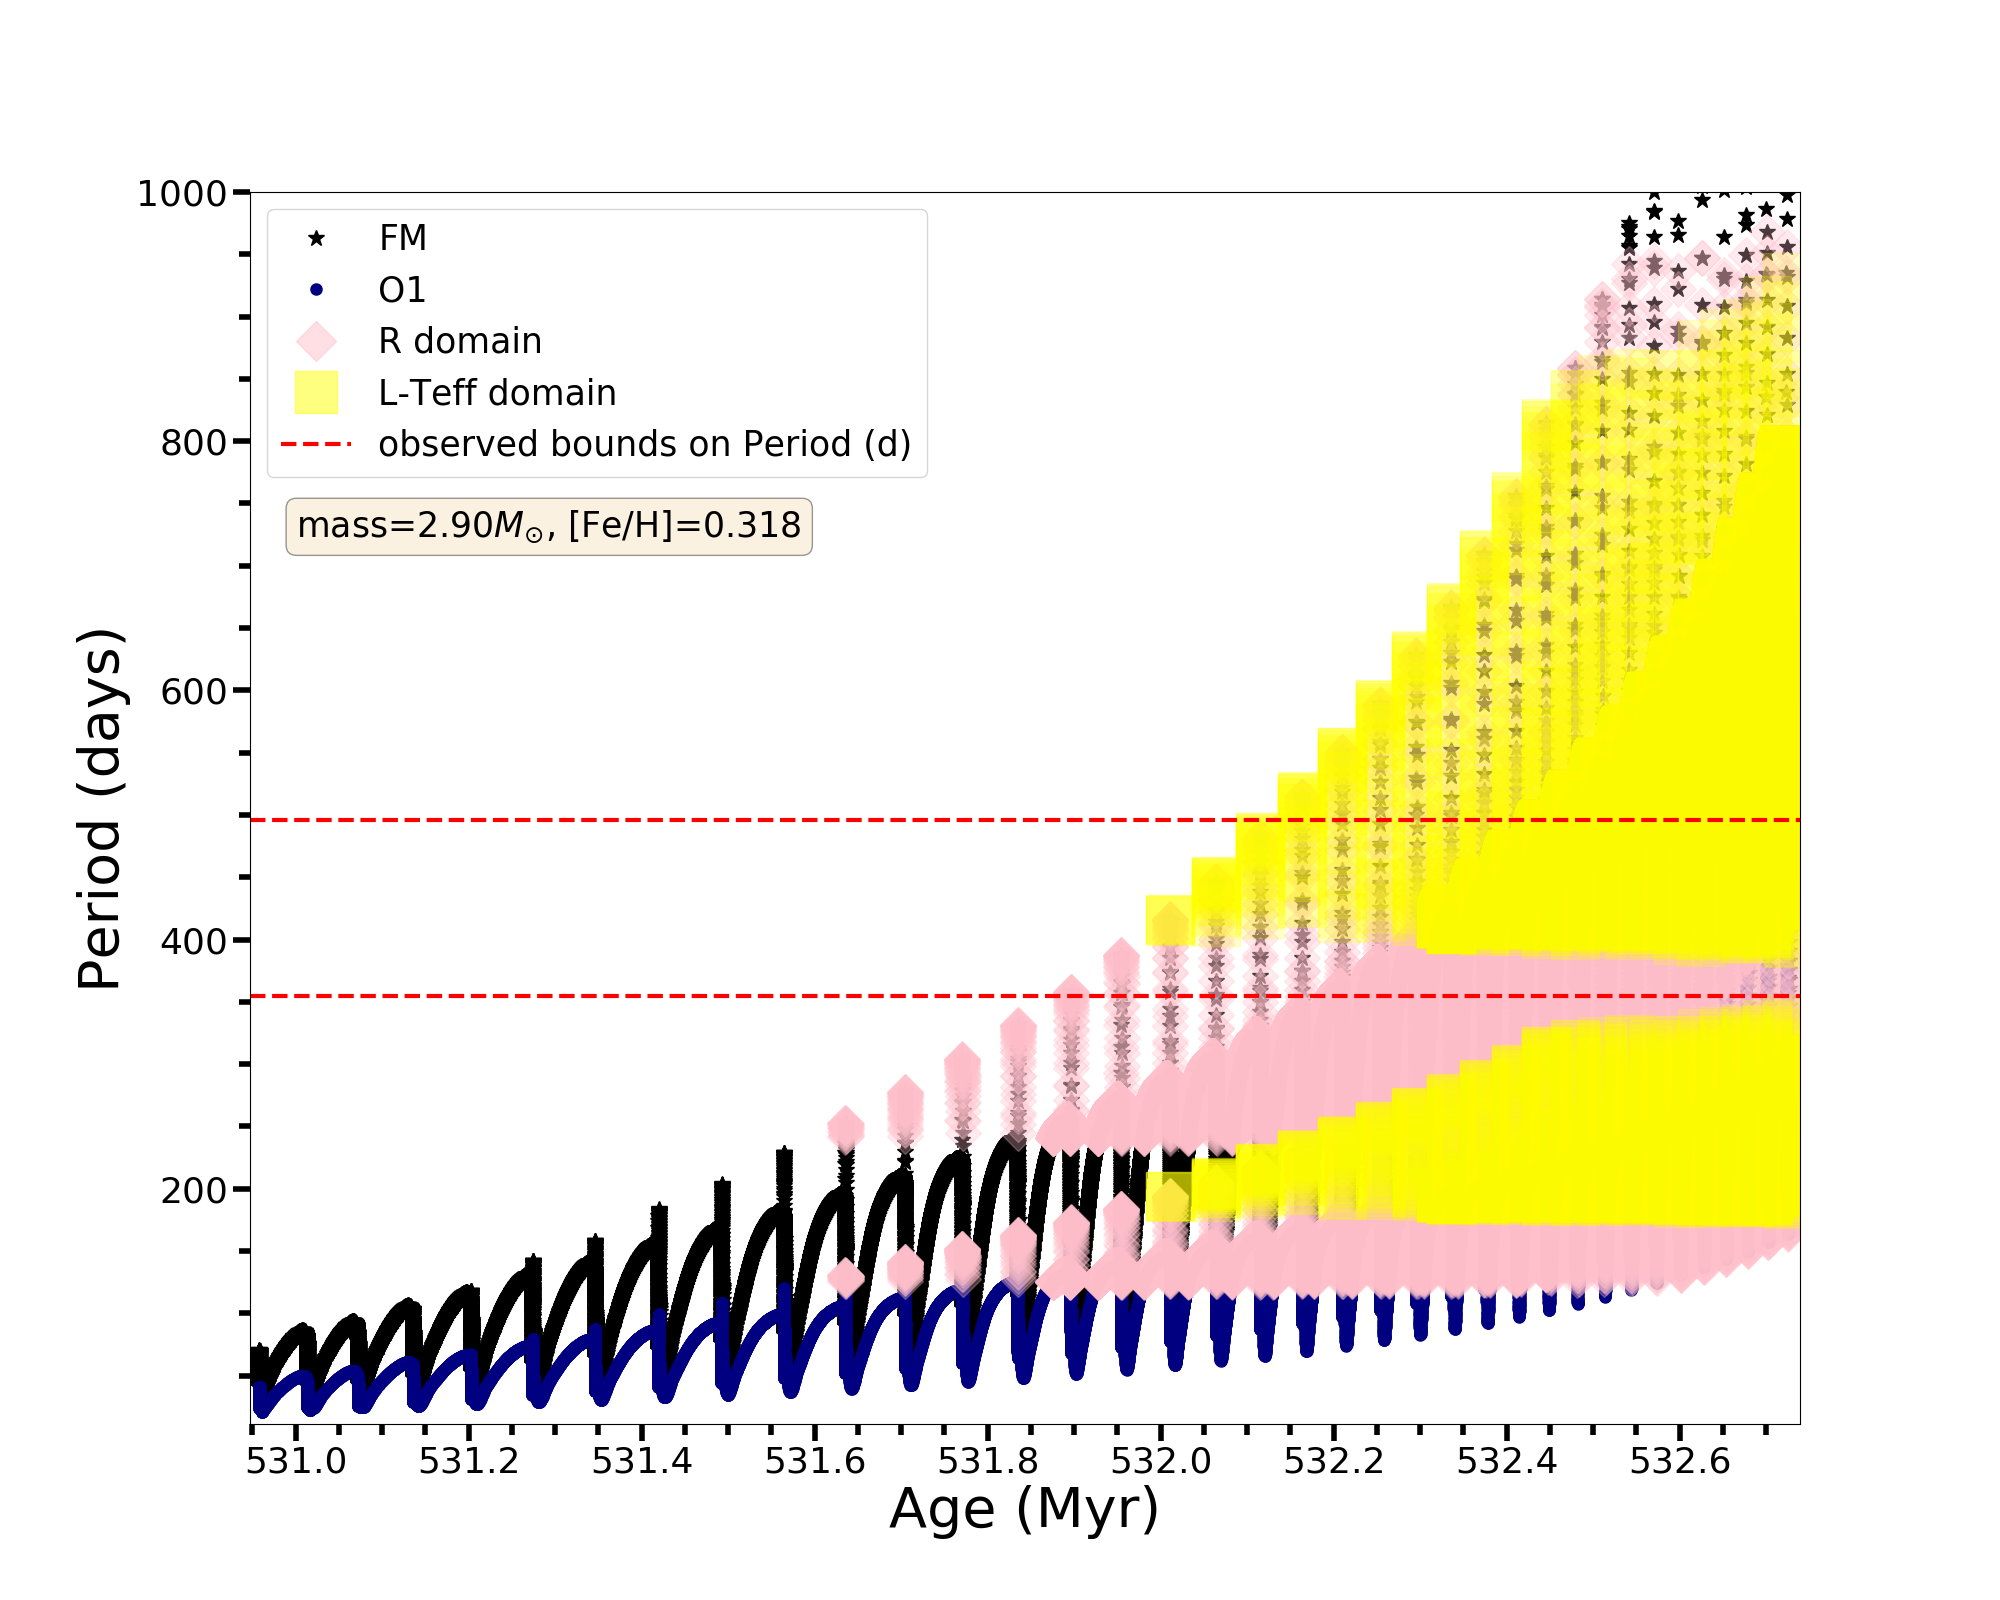 1000
800
600
400
200
Period (days)
FM
O1
R domain
L-Teff domain
observed bounds on Period (d)
mass=2.90M⊙, [Fe/H]=0.318
531.0 531.2 531.4 531.6 531.8 532.0 532.2 532.4 532.6
Age (Myr)